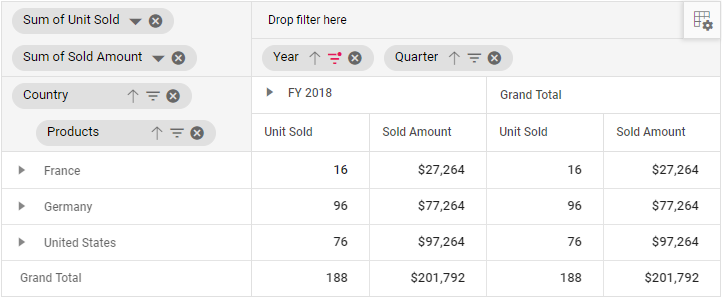 Sum of Unit Sold
Drop filter here
Sum of Sold Amount
Year Quarter
Country
FY 2018 Grand Total
Products
Unit Sold Sold Amount Unit Sold Sold Amount
France 16 $27,264 16 $27,264
Germany 96 $77,264 96 $77,264
United States 76 $97,264 76 $97,264
Grand Total 188 $201,792 188 $201,792